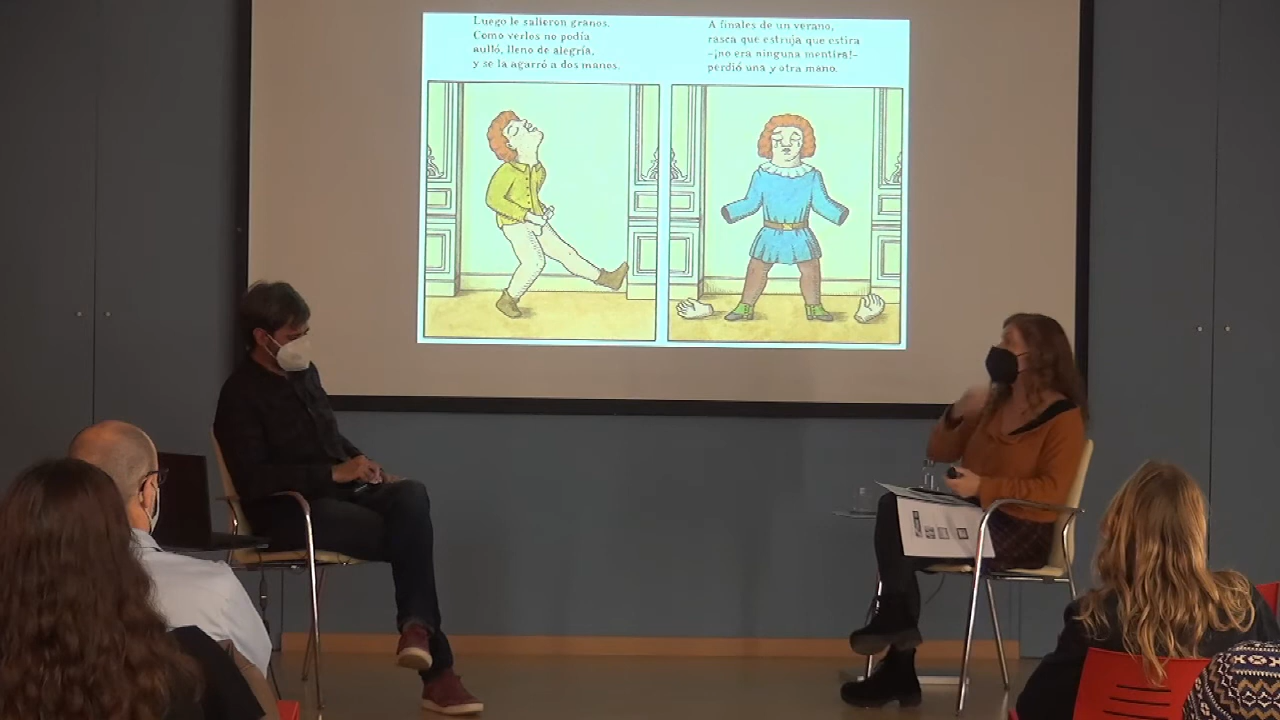 Luego le salieron granos.
Como verlos no podía
aulló, lleno de alegría,
y se la agarró a dos manos.
A finales de un verano,
rasca que estruja que estira
-¡no era ninguna mentira!-
perdió una y otra mano.